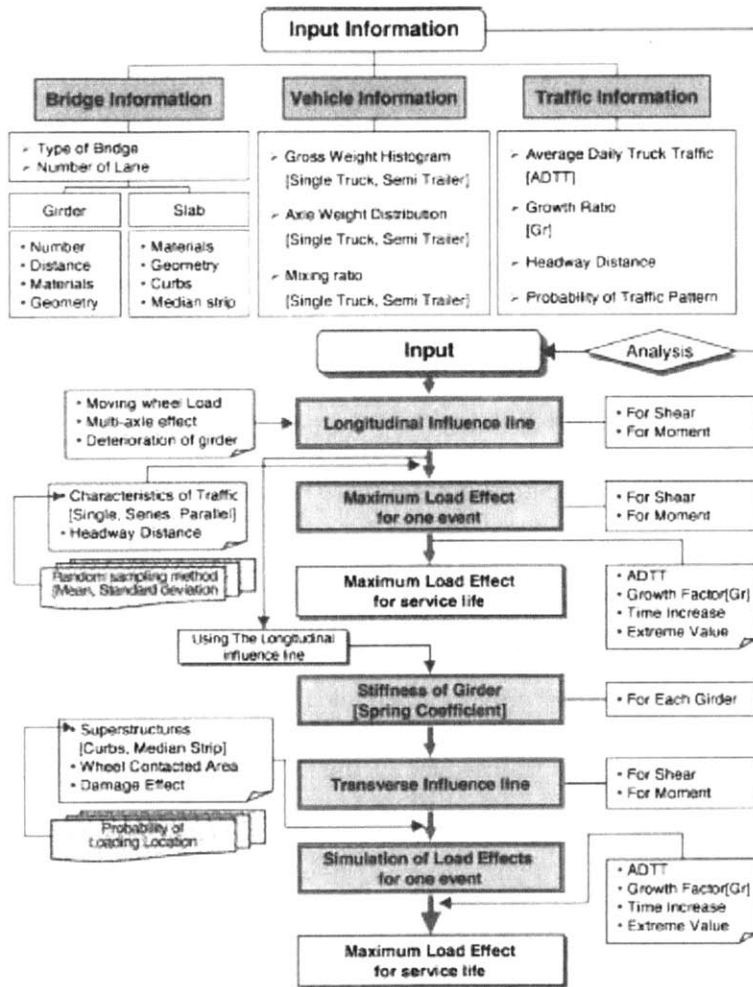 Input Information
Bridge Information
Vehicle Information
Traffic Information
➢ Type of Bridge
➢ Number of Lane
Girder
Slab
• Number
• Distance
• Materials
• Geometry
• Materials
• Geometry
• Curbs
• Median strip
➢ Gross Weight Histogram
[Single Truck, Semi Trailer]
➢ Axle Weight Distribution
[Single Truck, Semi Trailer]
➢ Mixing ratio
[Single Truck, Semi Trailer]
➢ Average Daily Truck Traffic
[ADTT]
➢ Growth Ratio
[Gr]
➢ Headway Distance
➢ Probability of Traffic Pattern
Input
Analysis
• Moving wheel Load
• Multi-axle effect
• Deterioration of girder
Longitudinal Influence line
• For Shear
• For Moment
• Characteristics of Traffic
[Single, Series. Parallel]
• Headway Distance
Random sampling method
[Mean, Standard deviation
Maximum Load Effect
for one event
• For Shear
• For Moment
Maximum Load Effect
for service life
• ADTT
• Growth Factor[Gr]
• Time Increase
• Extreme Value
Using The Longitudinal
influence line
Stiffness of Girder
[Spring Coefficient]
• For Each Girder
• Superstructures
[Curbs, Median Strip]
• Wheel Contacted Area
• Damage Effect
Probability of
Loading Location
Transverse Influence line
• For Shear
• For Moment
Simulation of Load Effects
for one event
• ADTT
• Growth Factor[Gr]
• Time Increase
• Extreme Value
Maximum Load Effect
for service life